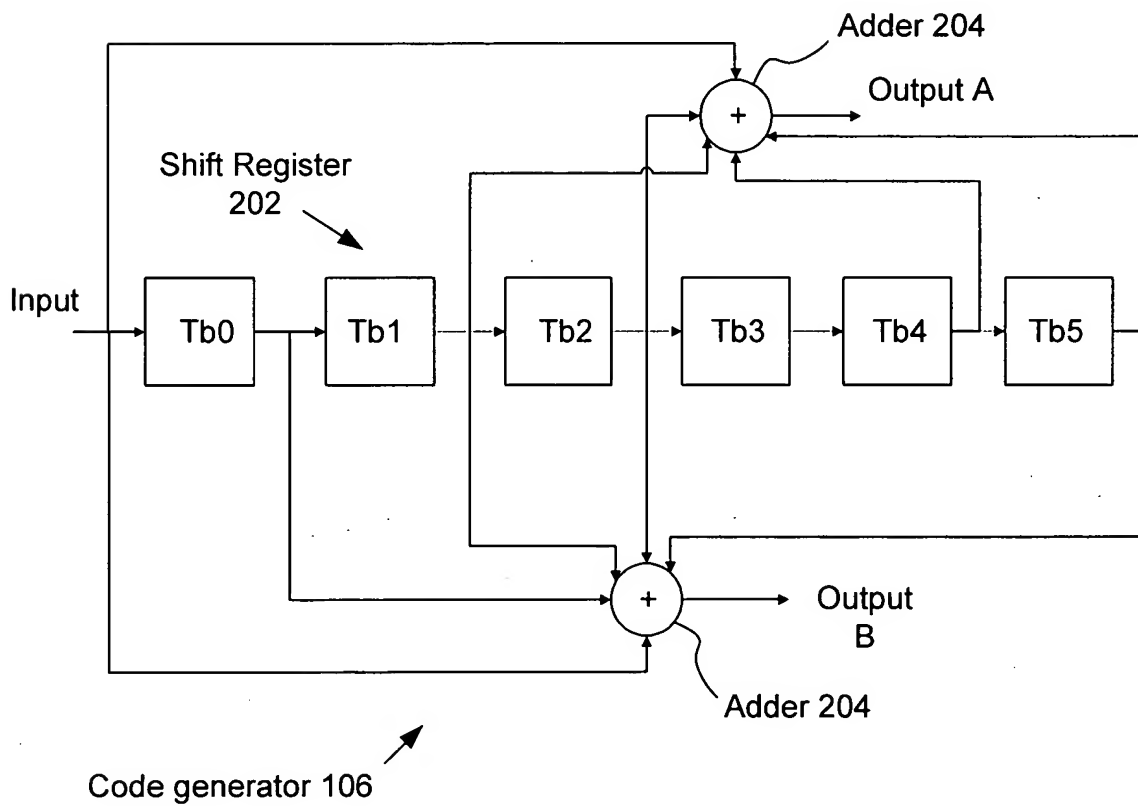 Adder 204
Output A
+
Shift Register
202
Input
Tb0
Tb1
Tb2
Tb3
Tb4
Tb5
+
Output
B
Adder 204
Code generator 106